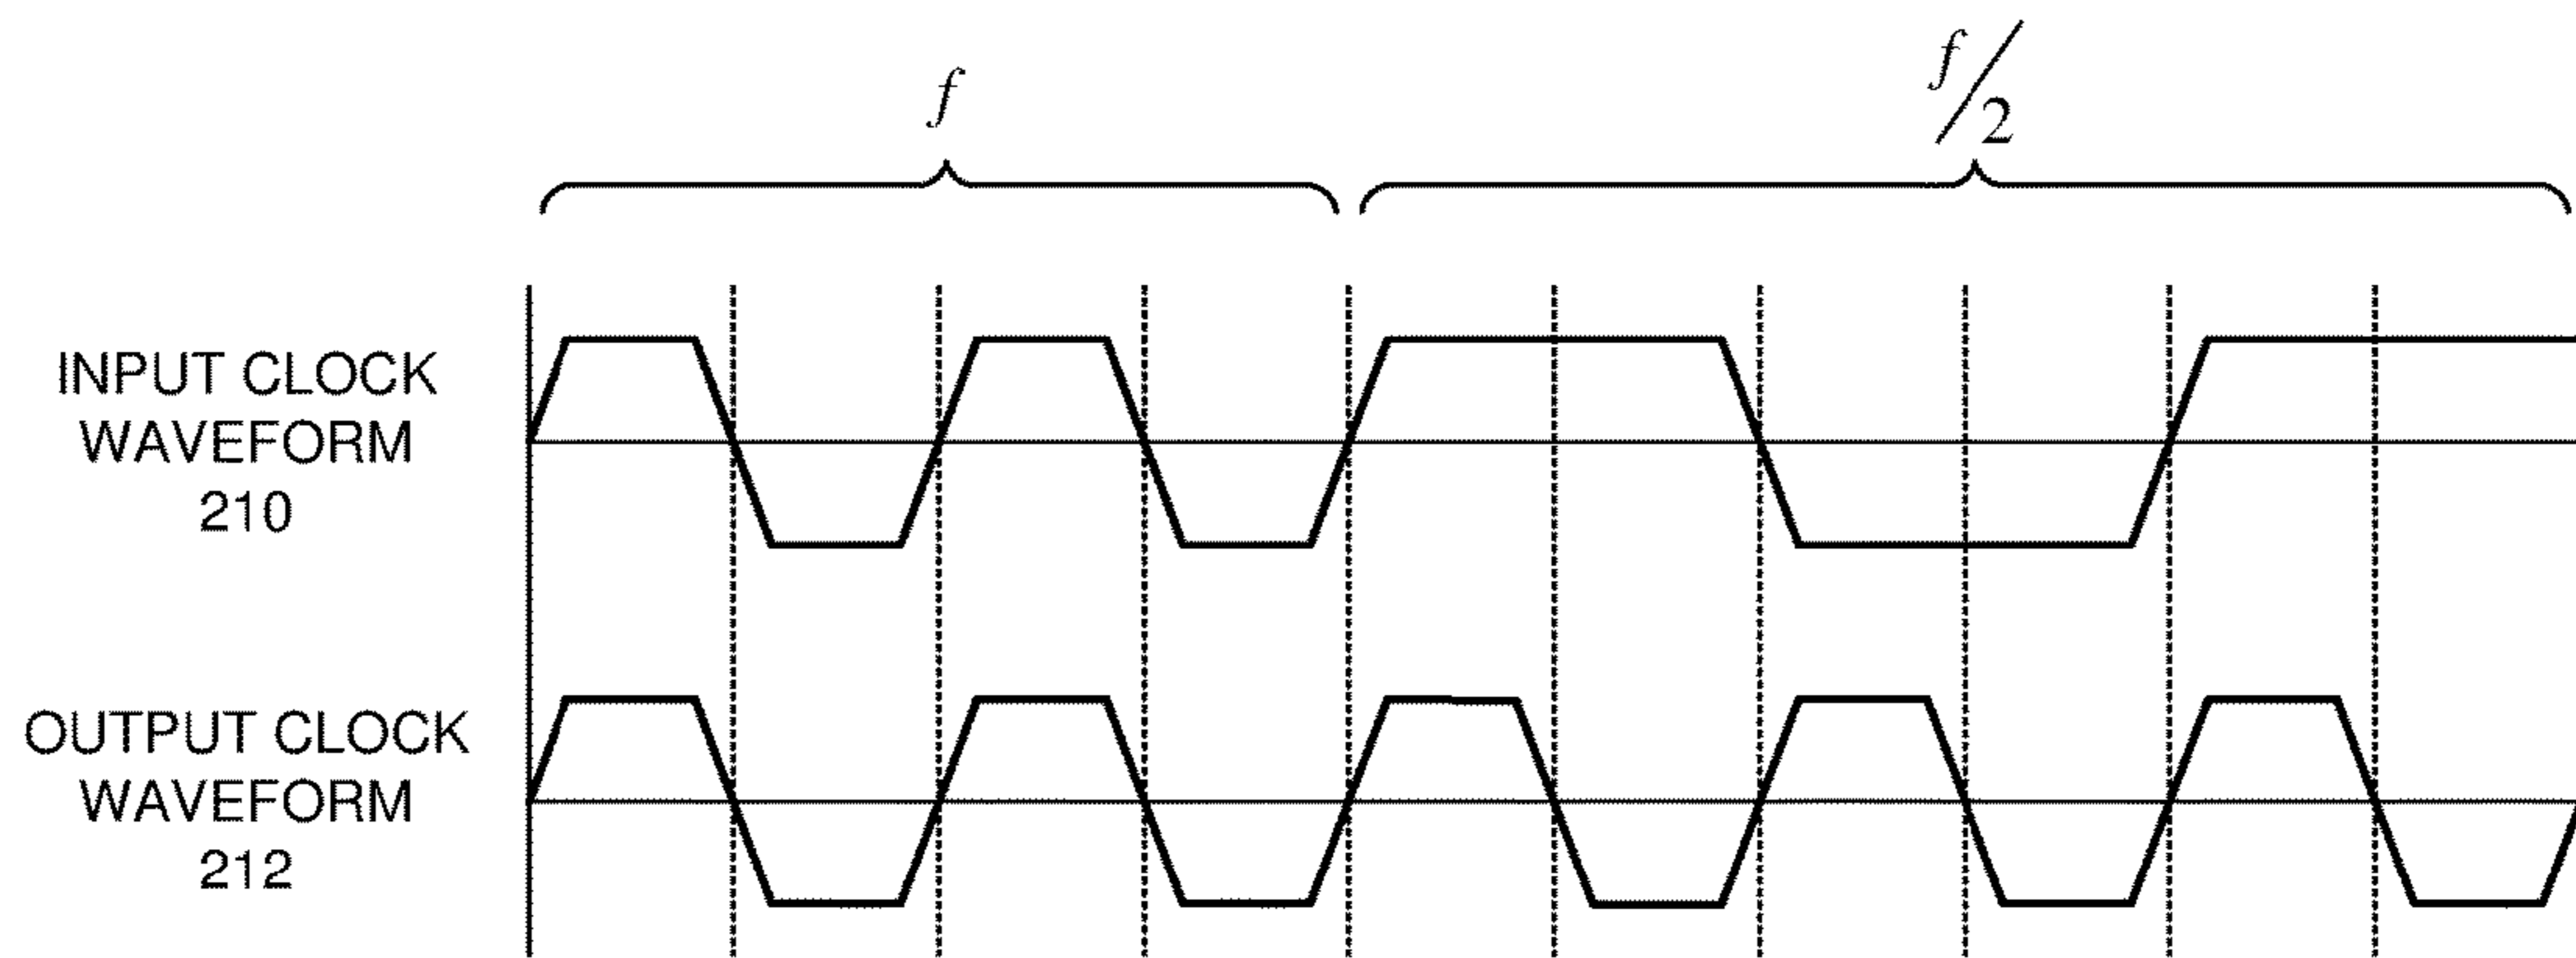 f
f/2
INPUT CLOCK
WAVEFORM
210
OUTPUT CLOCK
WAVEFORM
212